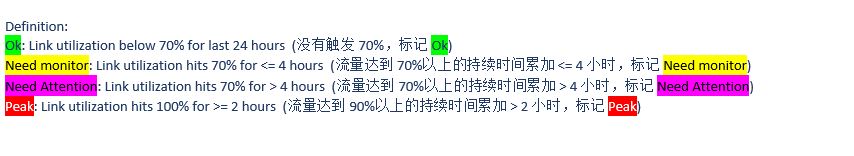 Definition:
Ok: Link utilization below 70% for last 24 hours (没有触发 70%，标记 Ok)
Need monitor: Link utilization hits 70% for <= 4 hours (流量达到 70%以上的持续时间累加 <= 4 小时，标记 Need monitor)
Need Attention: Link utilization hits 70% for > 4 hours (流量达到 70%以上的持续时间累加 > 4 小时，标记 Need Attention)
Peak: Link utilization hits 100% for >= 2 hours (流量达到 90%以上的持续时间累加 > 2 小时，标记 Peak)